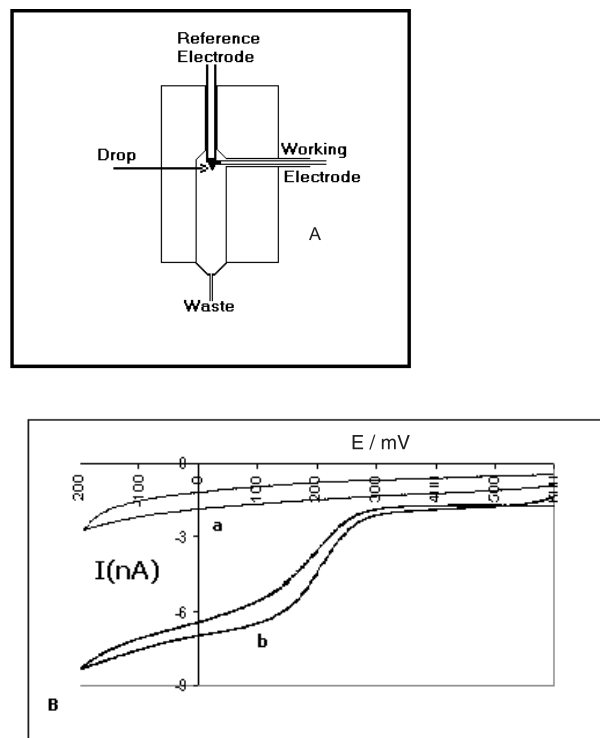 Reference
Electrode
Drop
Working
Electrode
A
Waste
E / mV
0
200
100
0
100
200
300
500
a
-3
I(nA)
-6
b
-9
B